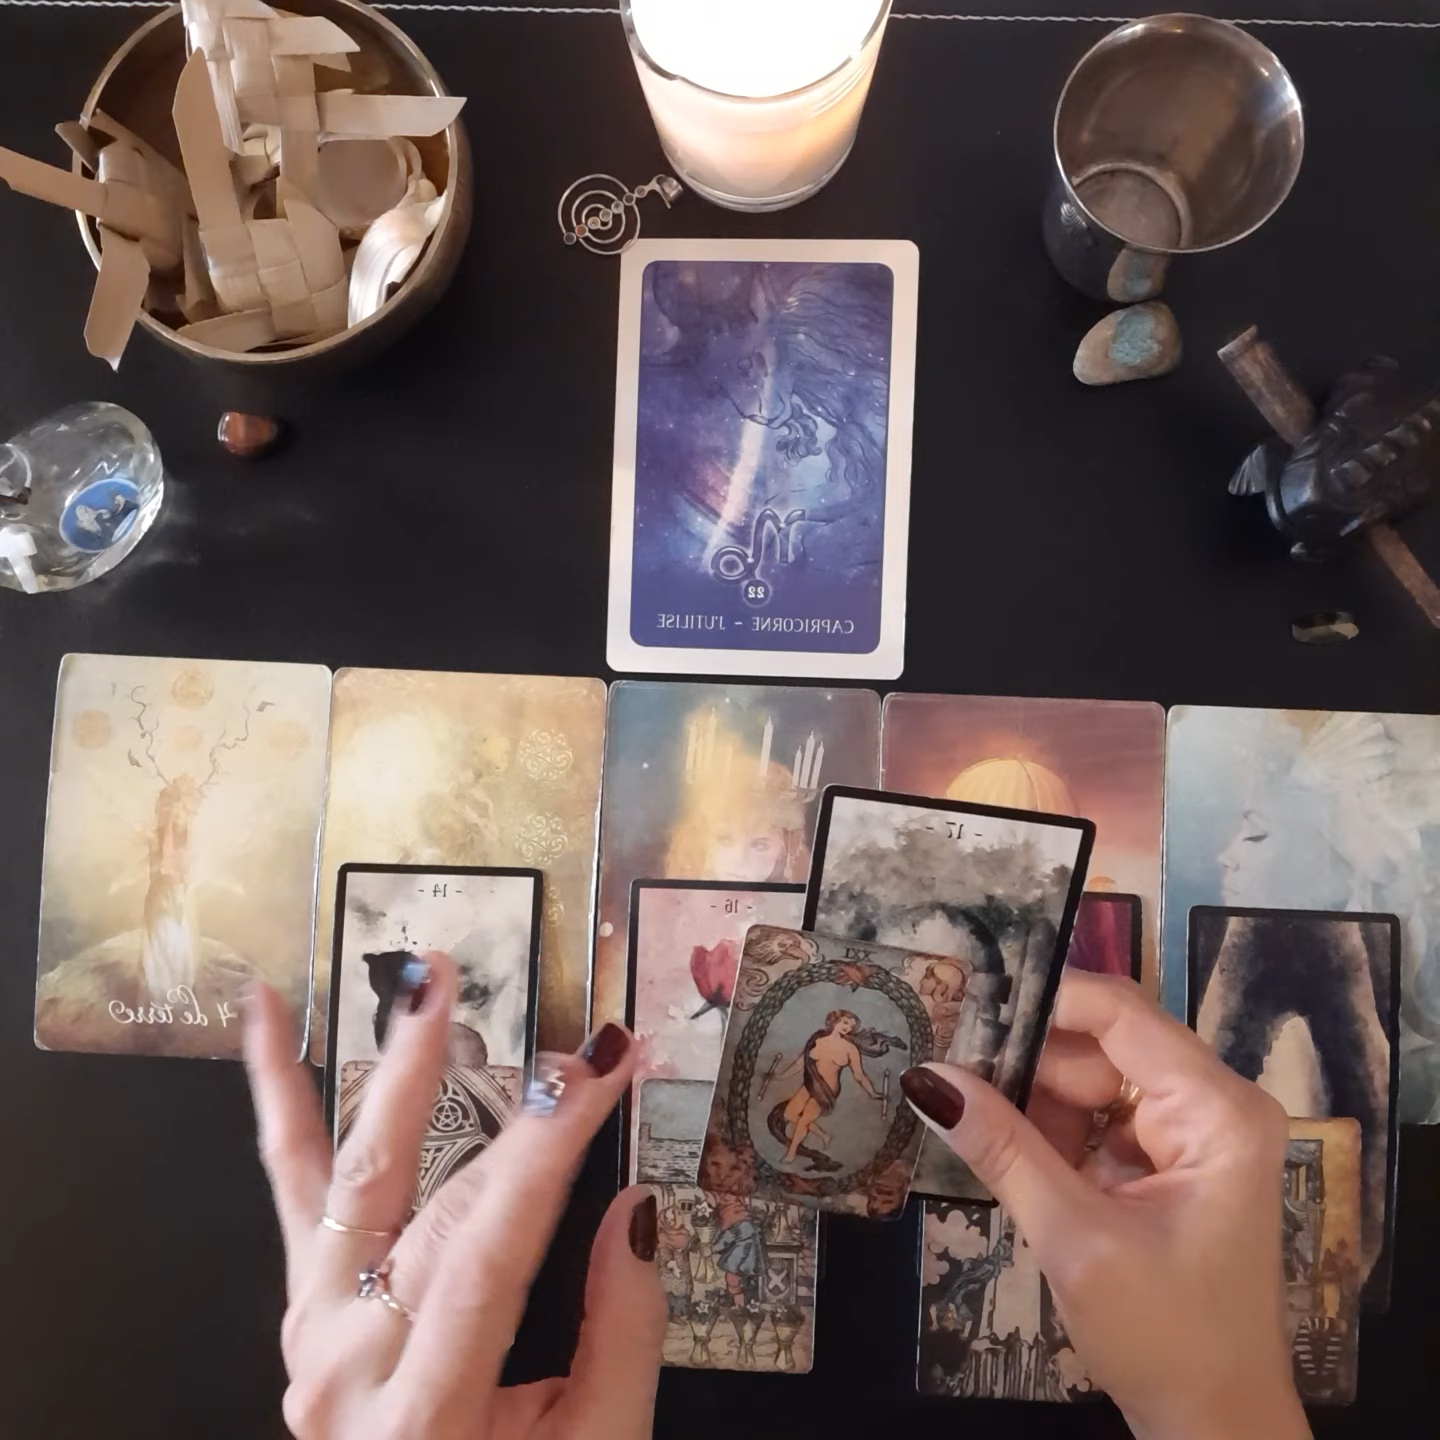 22
CAPRICORNE ~ J'UTILISE
4 de terre
- 14 -
- 16 -
- 17 -
XXI